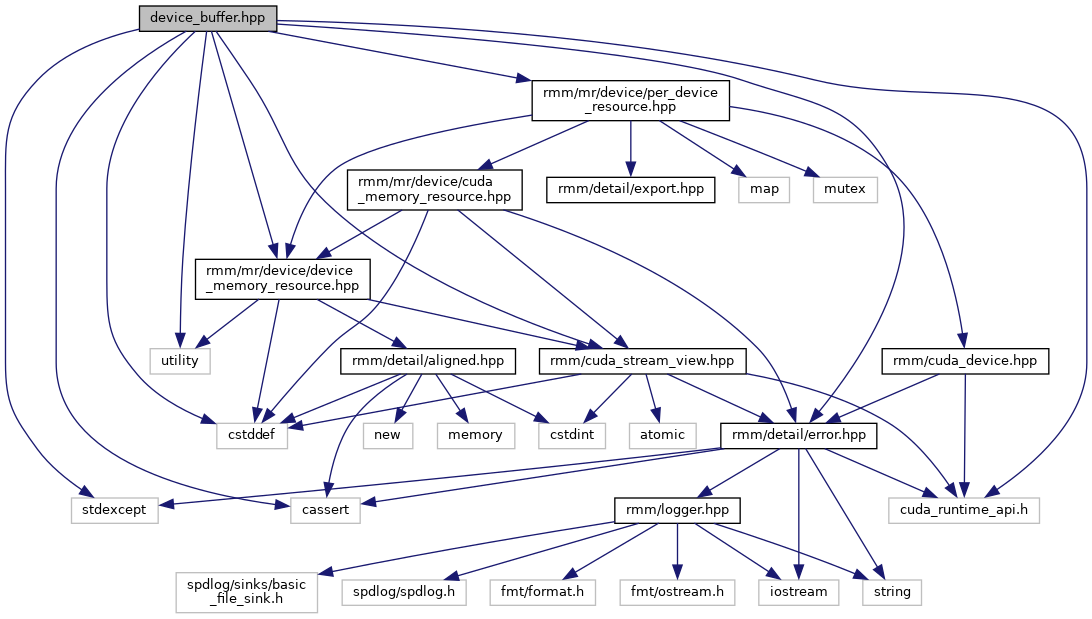 device_buffer.hpp
rmm/mr/device/per_device
_resource.hpp
rmm/mr/device/cuda
_memory_resource.hpp
rmm/detail/export.hpp
map
mutex
rmm/mr/device/device
_memory_resource.hpp
utility
rmm/detail/aligned.hpp
rmm/cuda_stream_view.hpp
rmm/cuda_device.hpp
cstddef
new
memory
cstdint
atomic
rmm/detail/error.hpp
stdexcept
cassert
rmm/logger.hpp
cuda_runtime_api.h
spdlog/sinks/basic
_file_sink.h
spdlog/spdlog.h
fmt/format.h
fmt/ostream.h
iostream
string